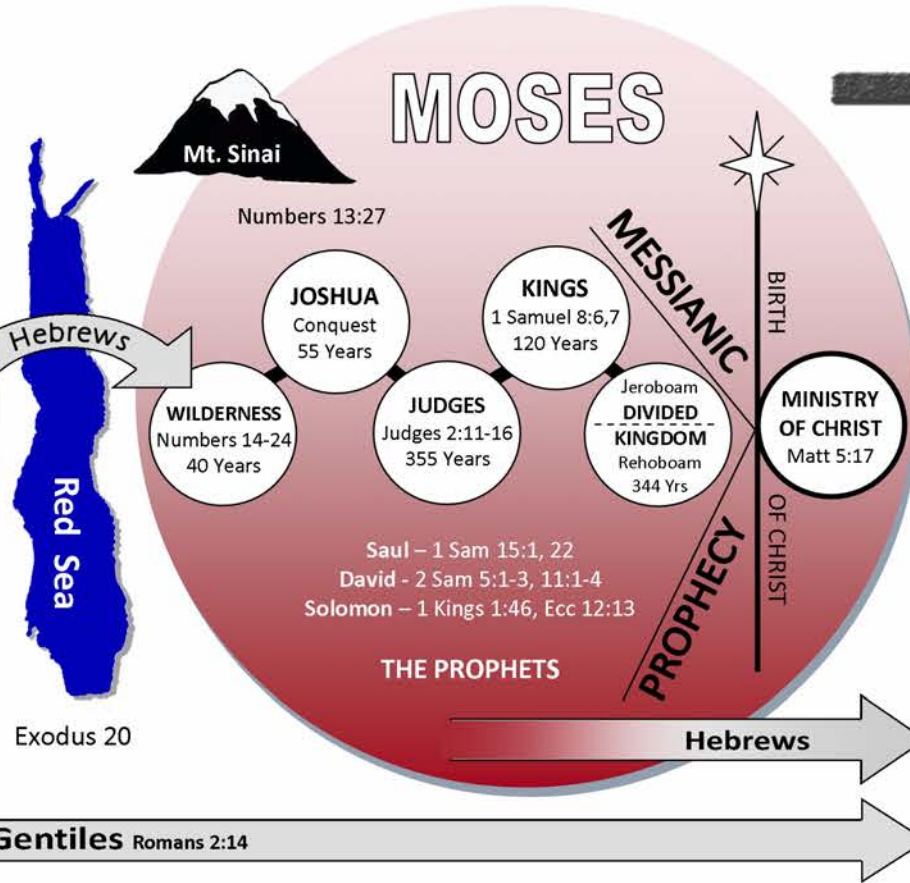 MOSES
Mt. Sinai
Numbers 13:27
Hebrews
Red Sea
Exodus 20
WILDERNESS
Numbers 14-24
40 Years
JOSHUA
Conquest
55 Years
JUDGES
Judges 2:11-16
355 Years
KINGS
1 Samuel 8:6,7
120 Years
Jeroboam
DIVIDED
KINGDOM
Rehoboam
344 Yrs
MESSIANIC
PROPHECY
BIRTH
OF CHRIST
MINISTRY
OF CHRIST
Matt 5:17
Saul – 1 Sam 15:1, 22
David - 2 Sam 5:1-3, 11:1-4
Solomon – 1 Kings 1:46, Ecc 12:13
THE PROPHETS
Hebrews
Gentiles Romans 2:14